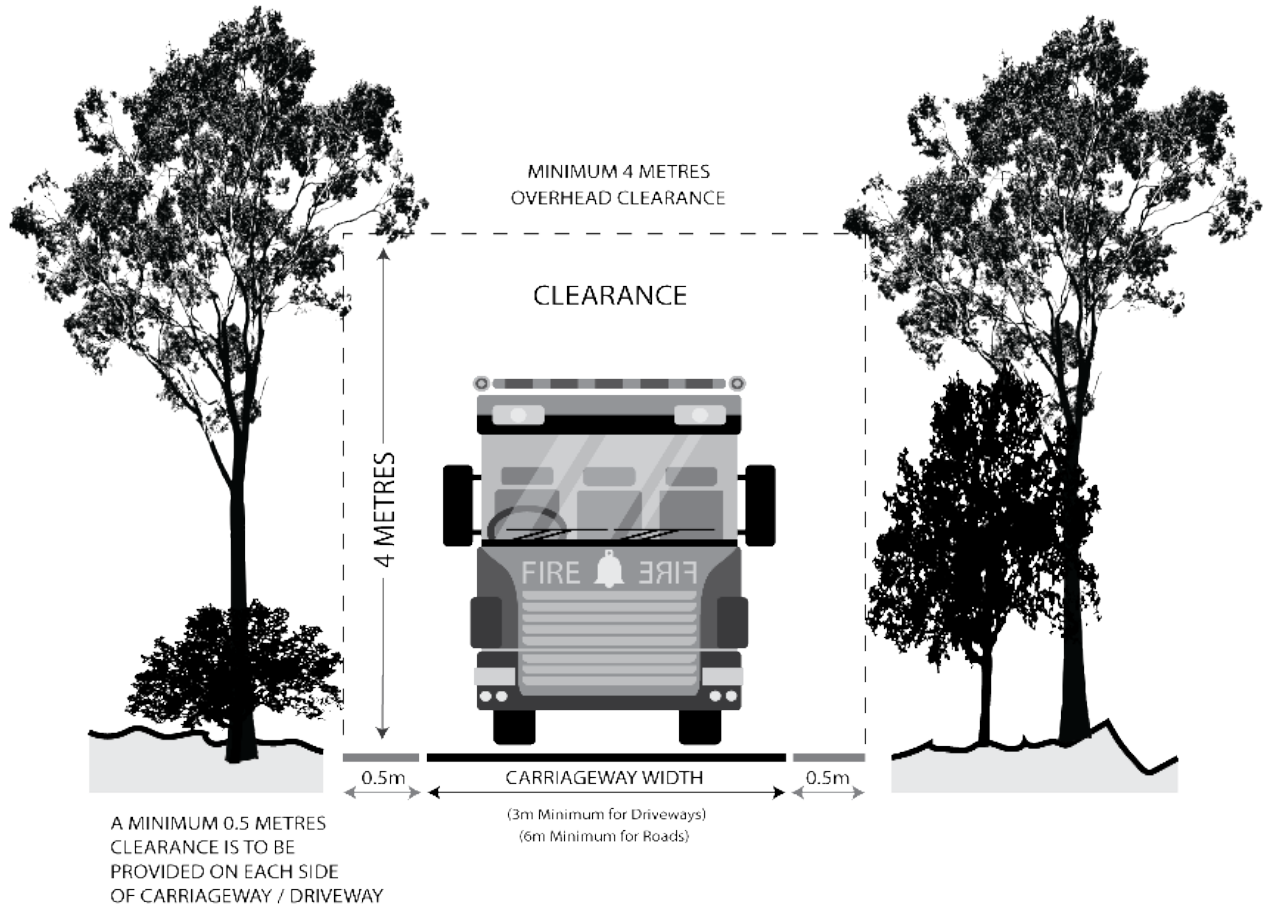 MINIMUM 4 METRES
OVERHEAD CLEARANCE
CLEARANCE
4 METRES
FIRE FIRE
0.5m
CARRIAGEWAY WIDTH
0.5m
(3m Minimum for Driveways)
(6m Minimum for Roads)
A MINIMUM 0.5 METRES
CLEARANCE IS TO BE
PROVIDED ON EACH SIDE
OF CARRIAGEWAY / DRIVEWAY